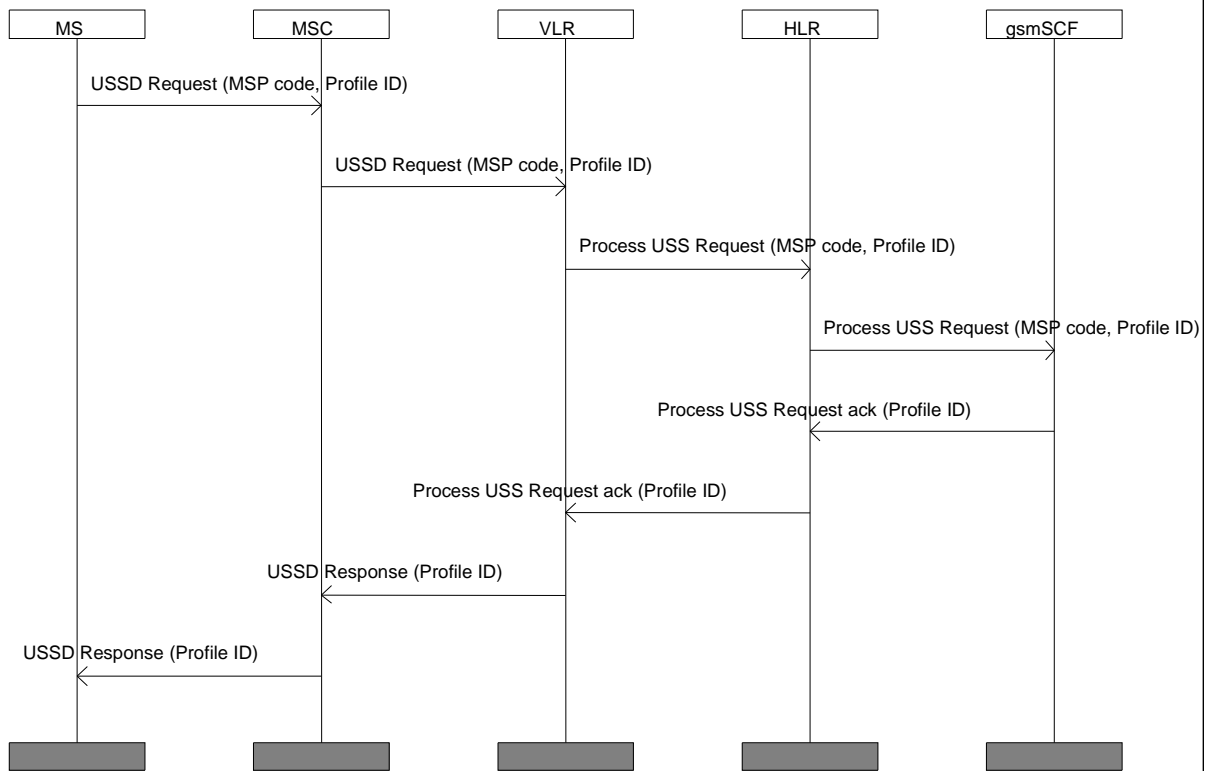 MS
MSC
VLR
HLR
gsmSCF
USSD Request (MSP code, Profile ID)
USSD Request (MSP code, Profile ID)
Process USS Request (MSP code, Profile ID)
Process USS Request (MSP code, Profile ID)
Process USS Request ack (Profile ID)
Process USS Request ack (Profile ID)
USSD Response (Profile ID)
USSD Response (Profile ID)